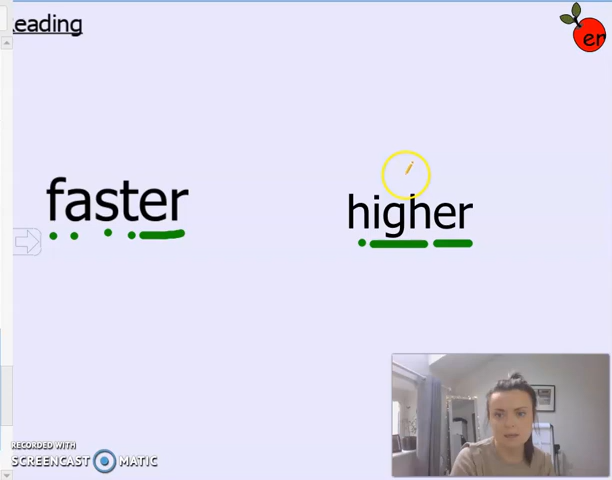 eading
er
faster
higher
RECORDED WITH
SCREENCAST MATIC